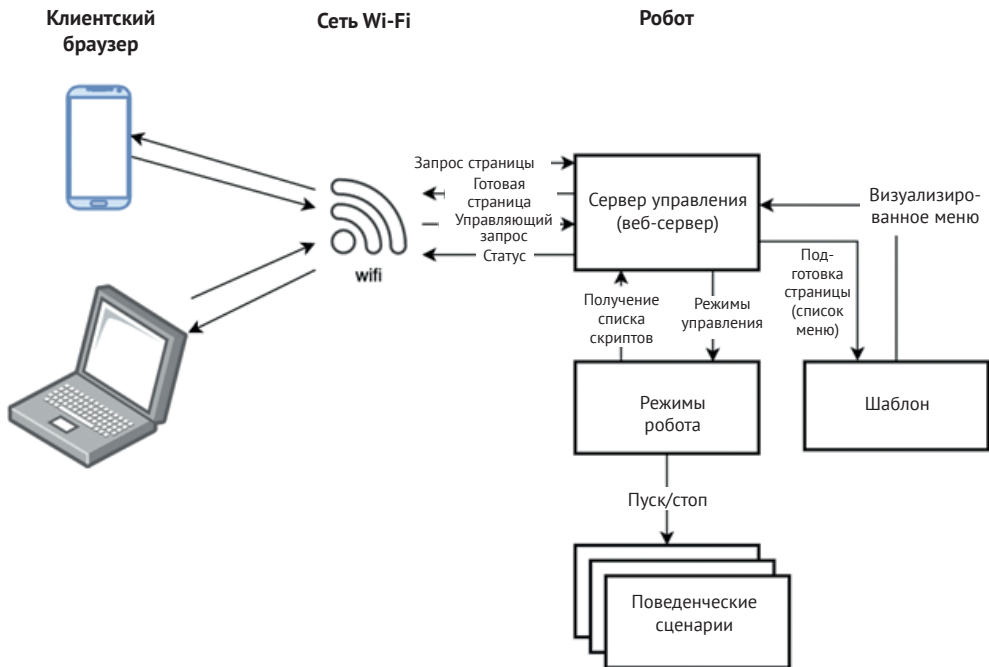 Клиентский
браузер
Сеть Wi-Fi
Робот
Запрос страницы
Готовая
страница
Управляющий
запрос
Статус
wifi
Сервер управления
(веб-сервер)
Визуализиро-
ванное меню
Под-
готовка
страницы
(список
меню)
Получение
списка
скриптов
Режимы
управления
Режимы
робота
Шаблон
Пуск/стоп
Поведенческие
сценарии